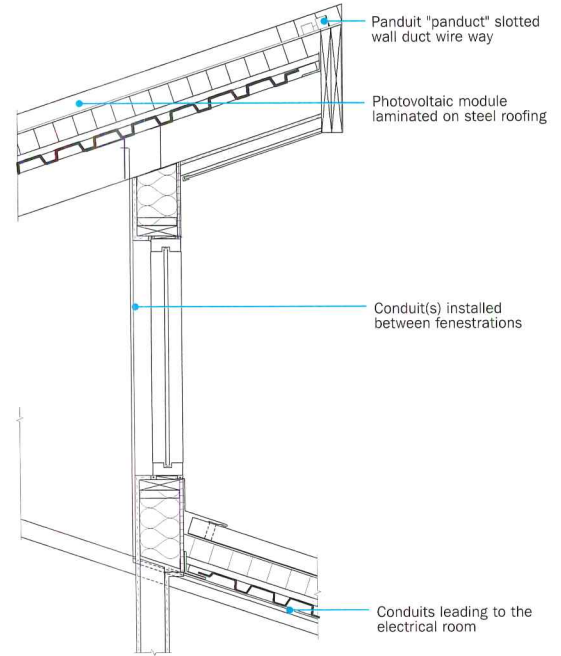 Panduit "panduct" slotted
wall duct wire way
Photovoltaic module
laminated on steel roofing
Conduit(s) installed
between fenestrations
Conduits leading to the
electrical room